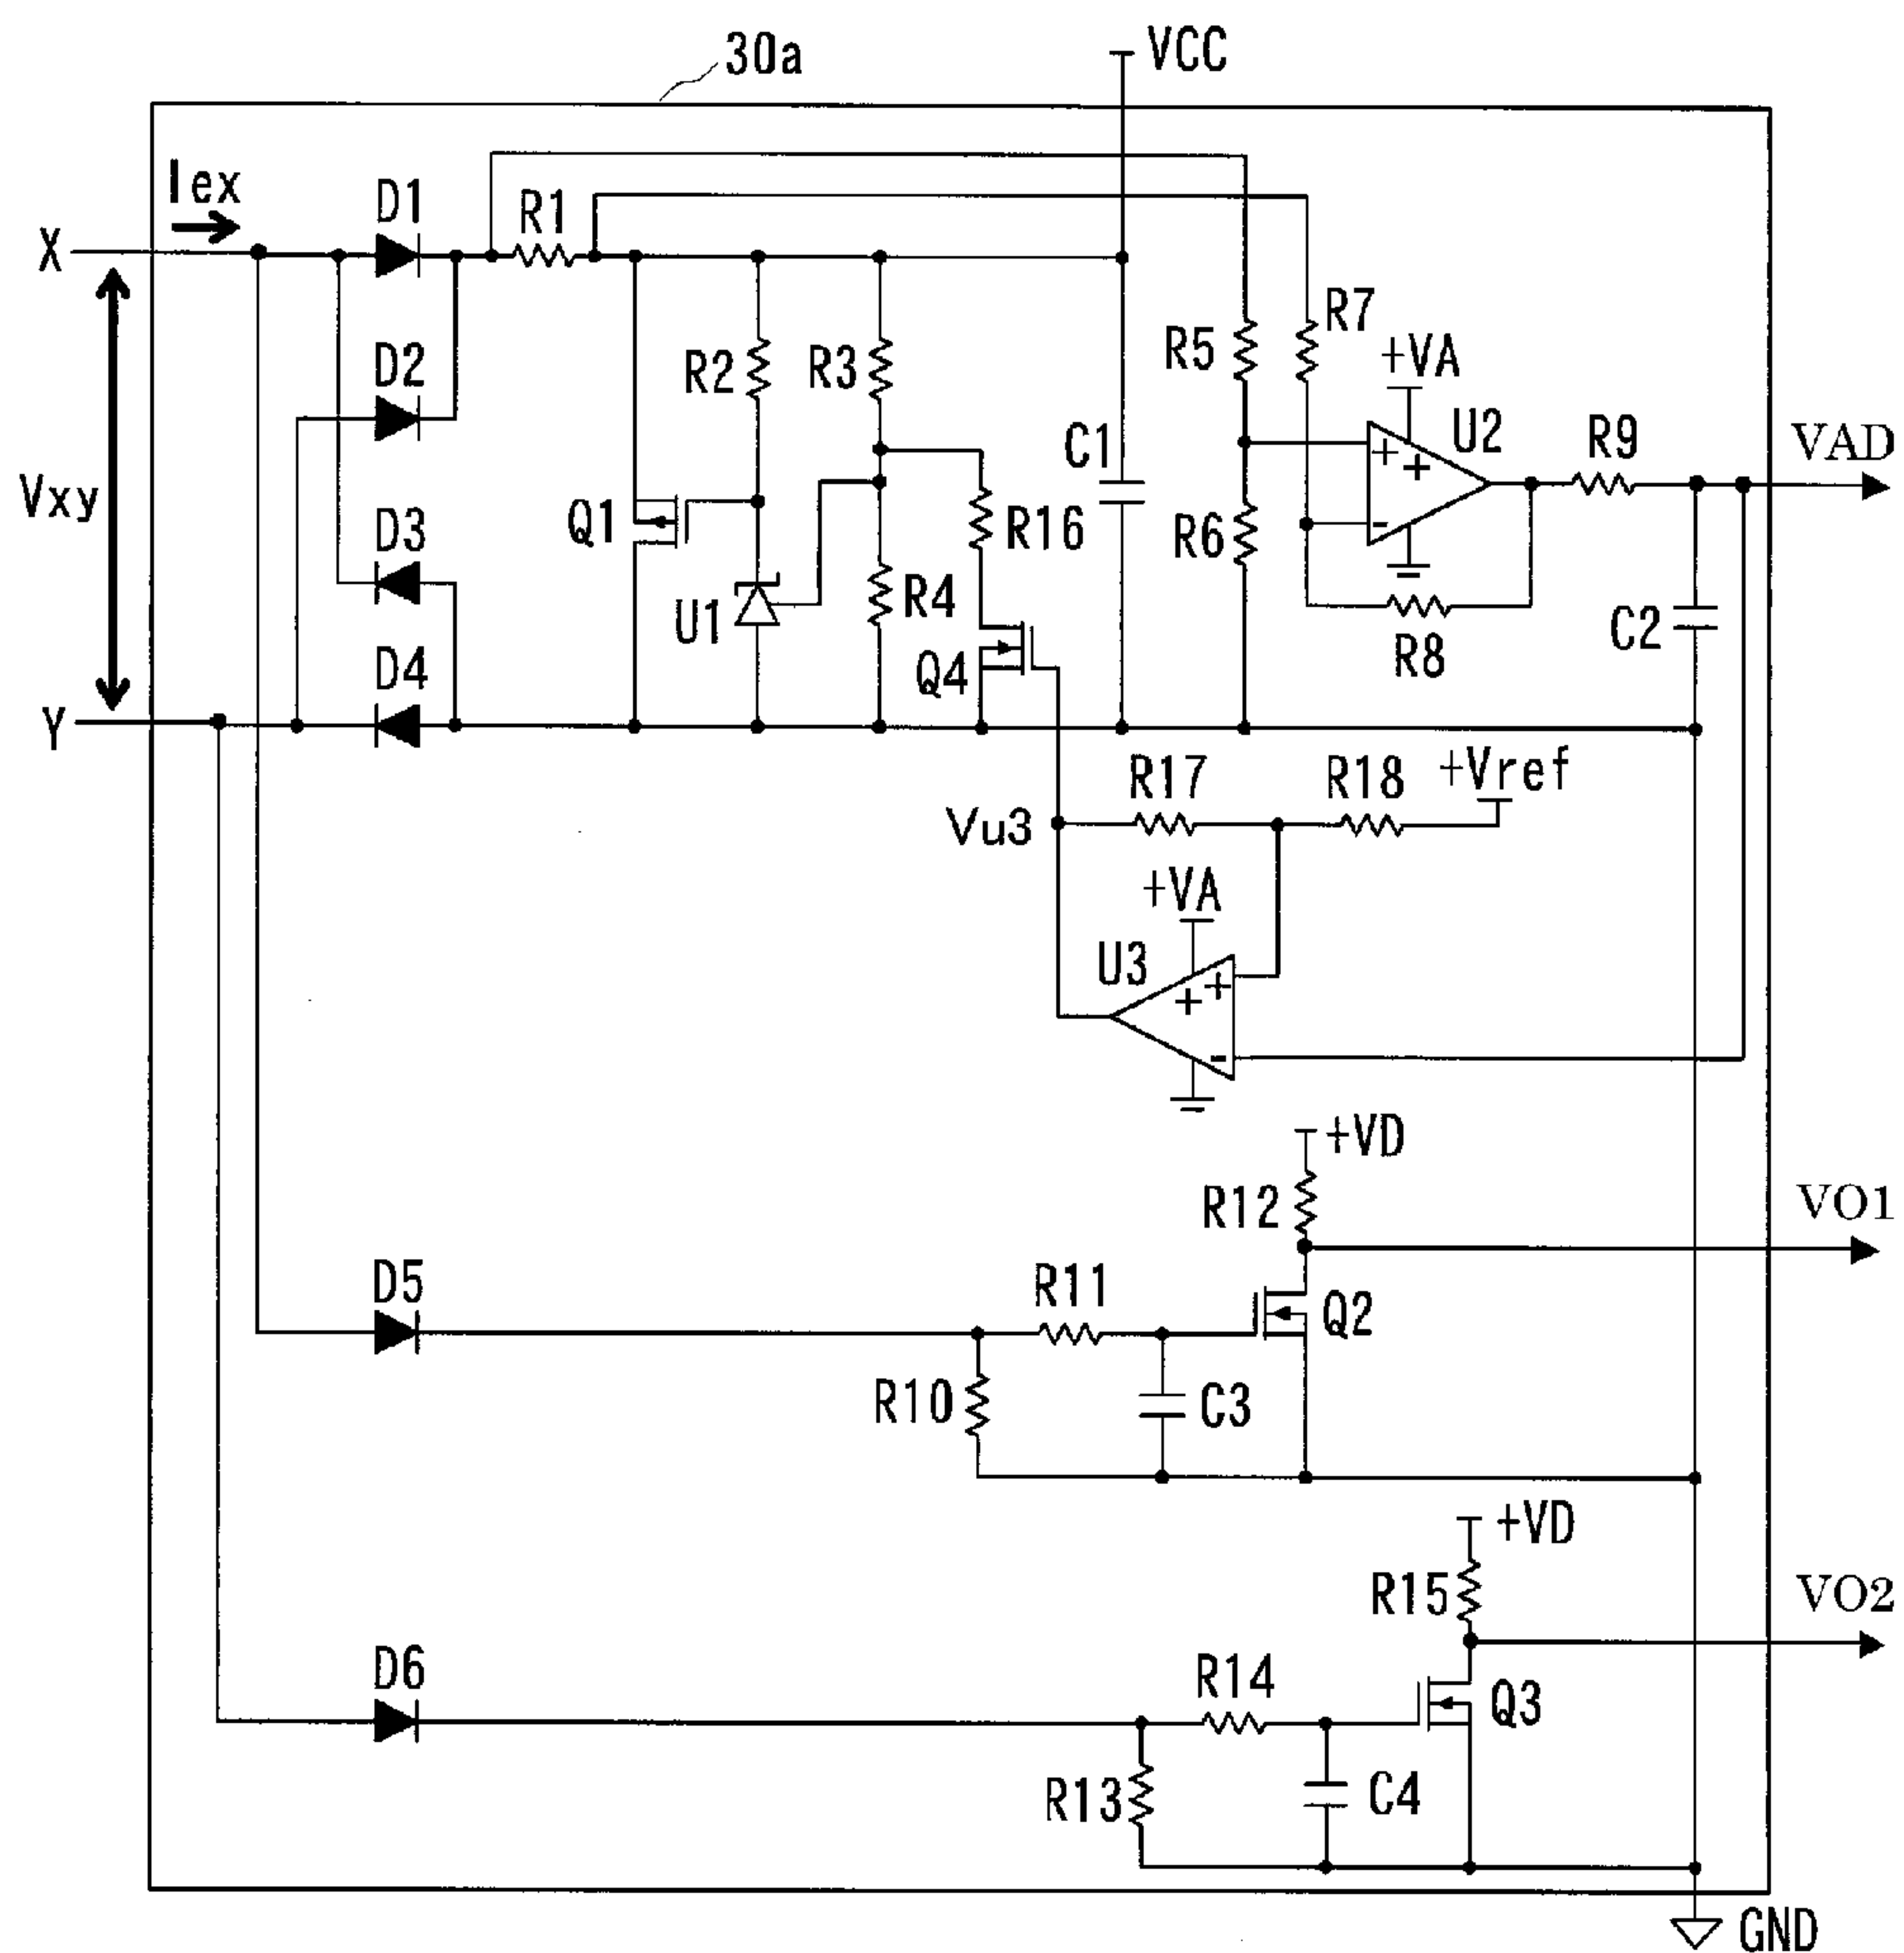 30a
VCC
Iex
X
D1
R1
D2
R2
R3
R5
R7
+VA
U2
R9
VAD
Vxy
C1
+
+
-
Q1
R16
R6
D3
U1
R4
R8
C2
D4
Q4
Y
R17
R18
+Vref
Vu3
+VA
U3
+
+
-
+VD
R12
VO1
D5
R11
Q2
R10
C3
+VD
R15
VO2
D6
R14
Q3
R13
C4
GND